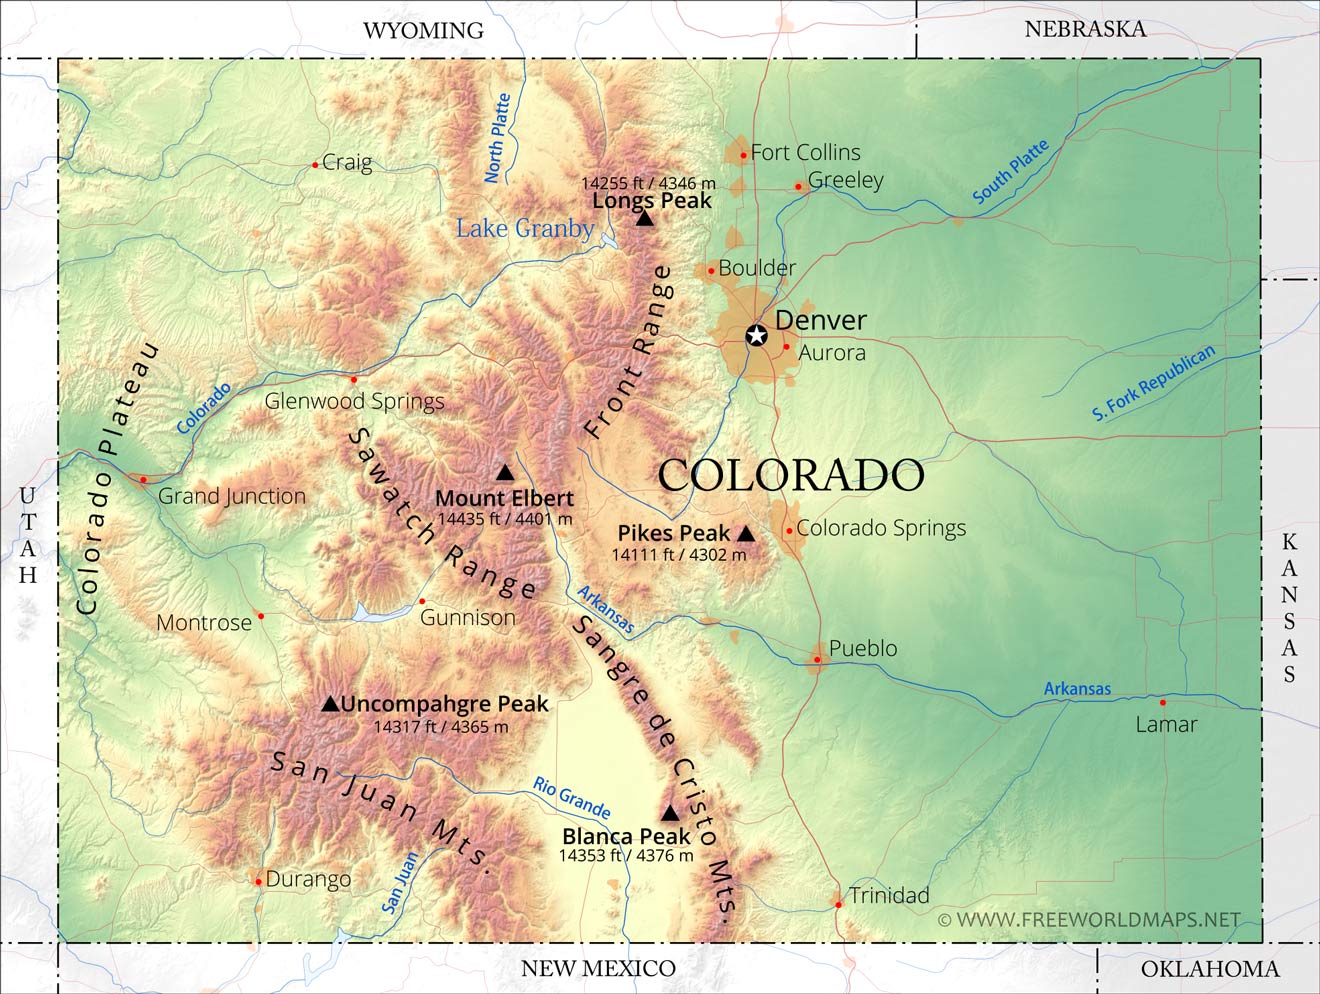 WYOMING
NEBRASKA
North Platte
Craig
Fort Collins
Greeley
South Platte
14255 ft / 4346 m
Longs Peak
Lake Granby
Boulder
Front Range
Denver
Aurora
S. Fork Republican
Colorado Plateau
Colorado
Glenwood Springs
Sawatch Range
COLORADO
Grand Junction
Mount Elbert
14435 ft / 4401 m
Pikes Peak
14111 ft / 4302 m
Colorado Springs
UTAH
KANSAS
Arkansas
Montrose
Gunnison
Sangre de Cristo Mts.
Pueblo
Arkansas
Lamar
Uncompahgre Peak
14317 ft / 4365 m
San Juan Mts.
Rio Grande
Blanca Peak
14353 ft / 4376 m
San Juan
Durango
Trinidad
© WWW.FREEWORLDMAPS.NET
NEW MEXICO
OKLAHOMA